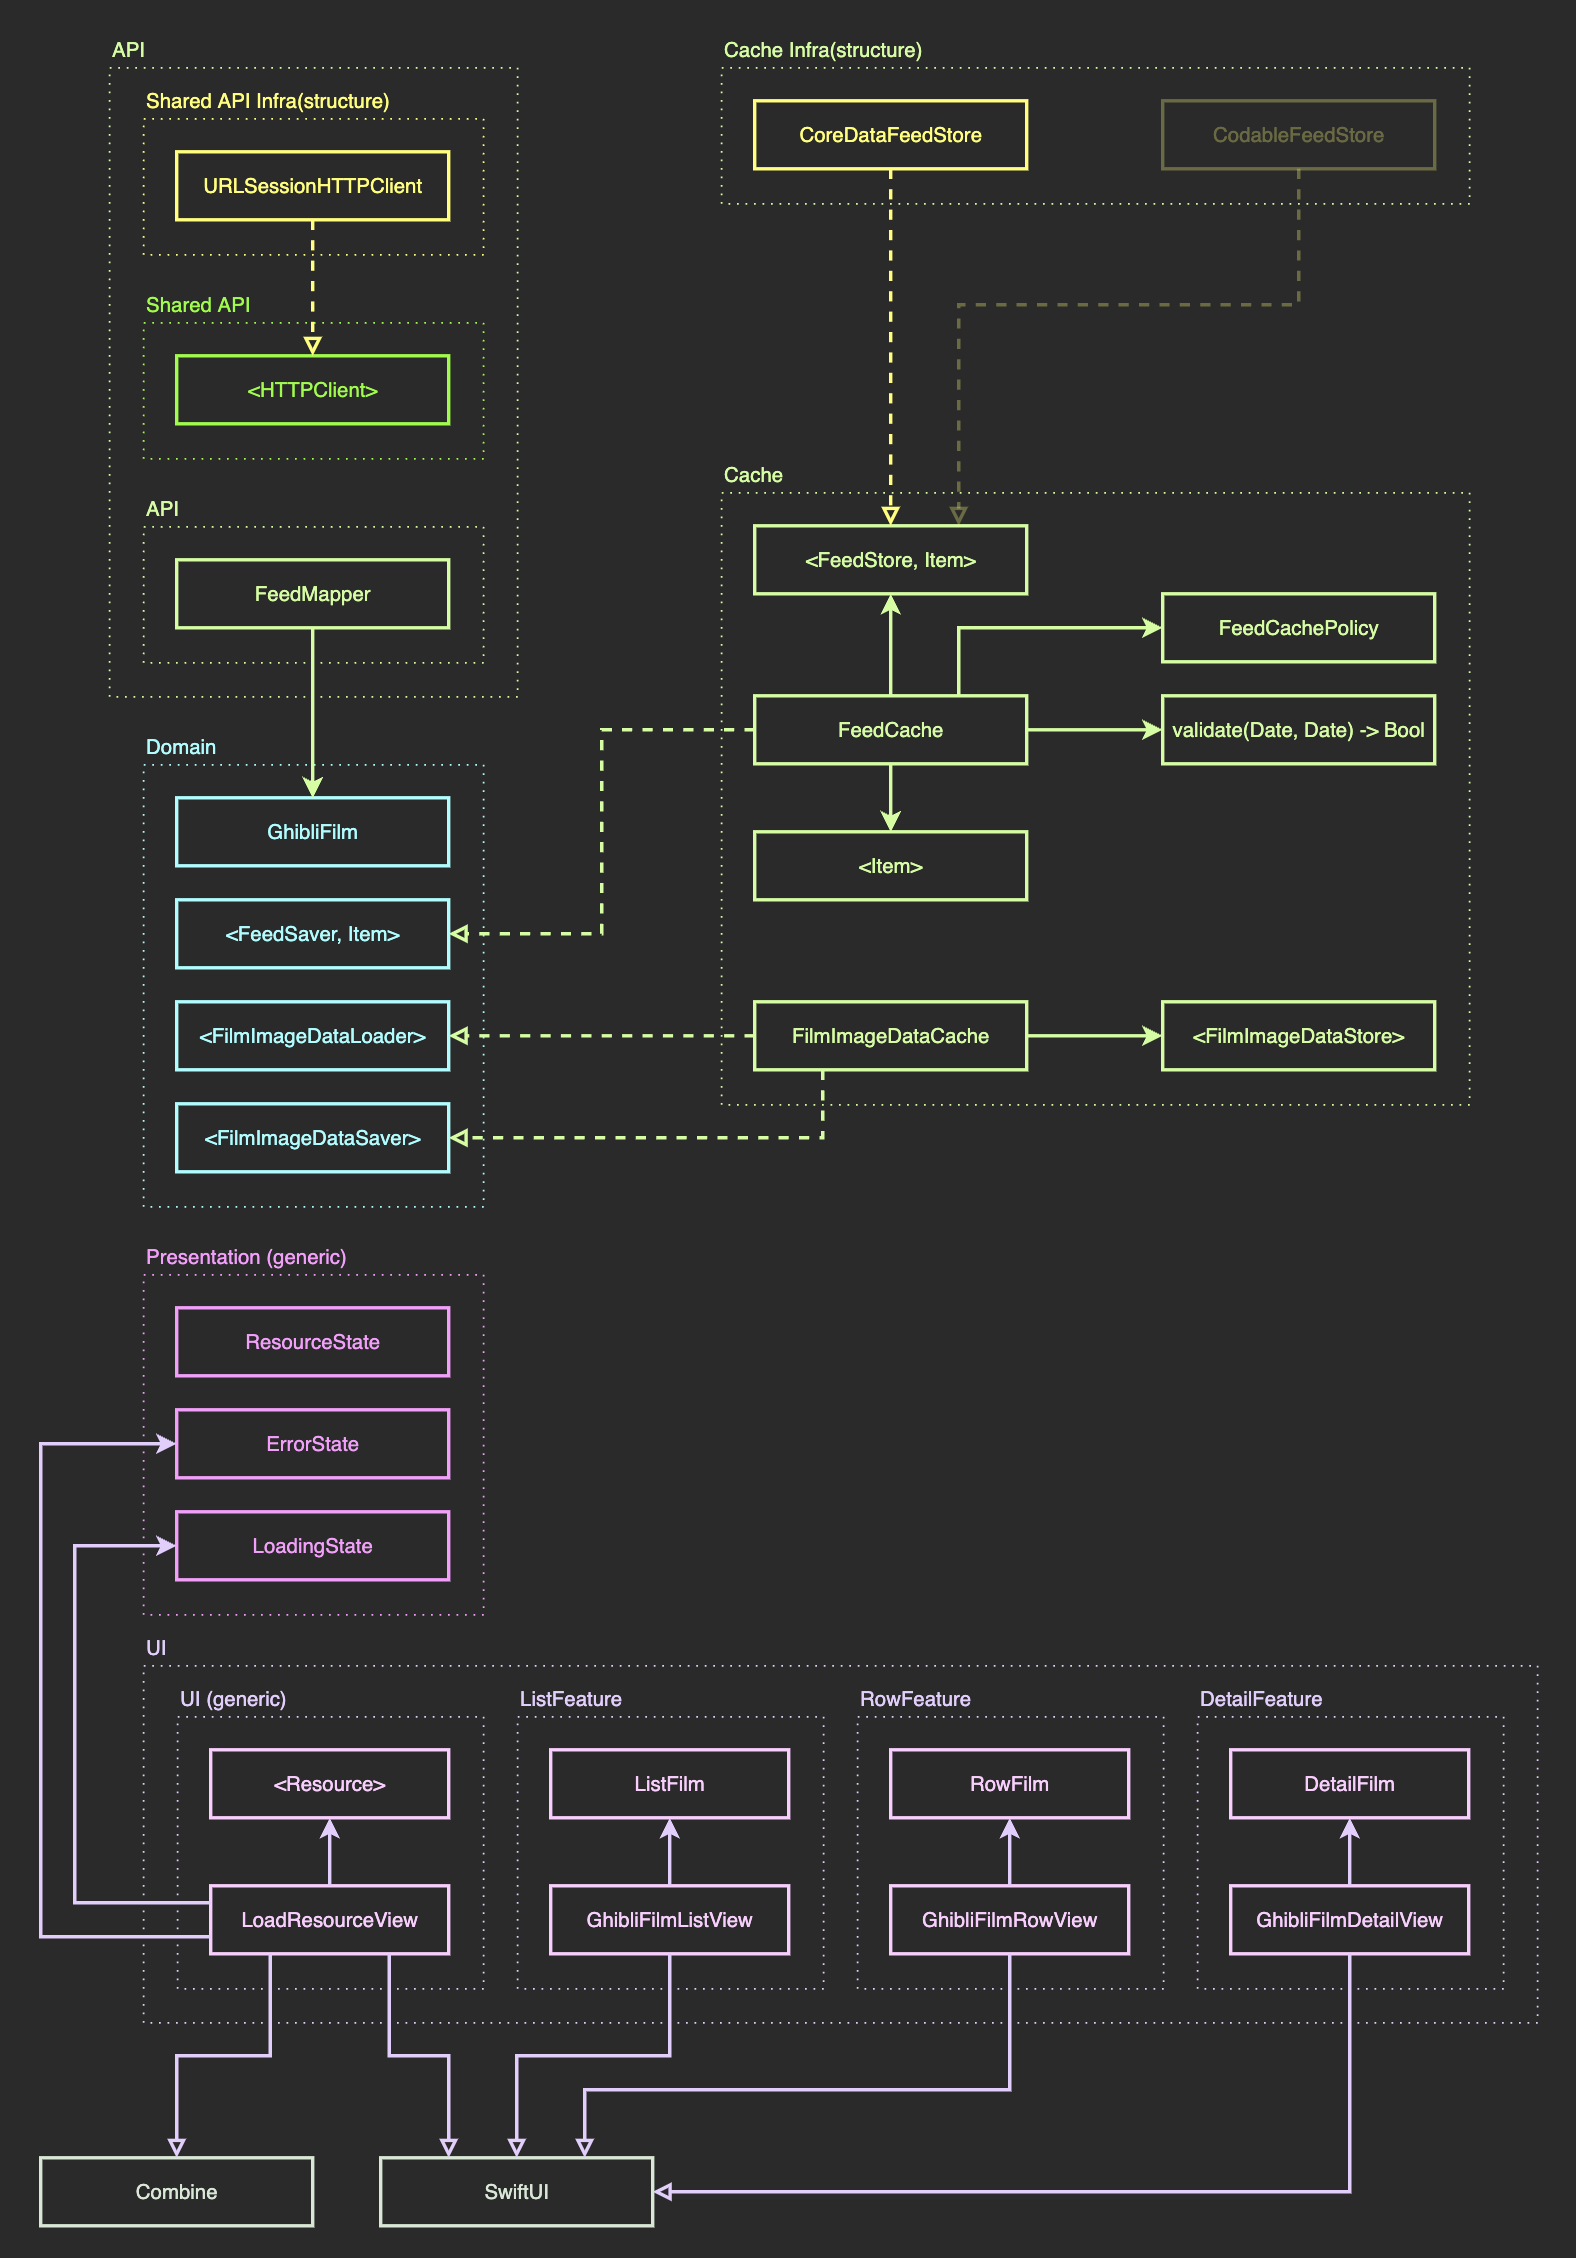 API
Cache Infra(structure)
Shared API Infra(structure)
URLSessionHTTPClient
CoreDataFeedStore
CodableFeedStore
Shared API
<HTTPClient>
API
FeedMapper
Cache
<FeedStore, Item>
FeedCachePolicy
FeedCache
validate(Date, Date) -> Bool
<Item>
Domain
GhibliFilm
<FeedSaver, Item>
<FilmImageDataLoader>
FilmImageDataCache
<FilmImageDataStore>
<FilmImageDataSaver>
Presentation (generic)
ResourceState
ErrorState
LoadingState
UI
UI (generic)
ListFeature
RowFeature
DetailFeature
<Resource>
ListFilm
RowFilm
DetailFilm
LoadResourceView
GhibliFilmListView
GhibliFilmRowView
GhibliFilmDetailView
Combine
SwiftUI